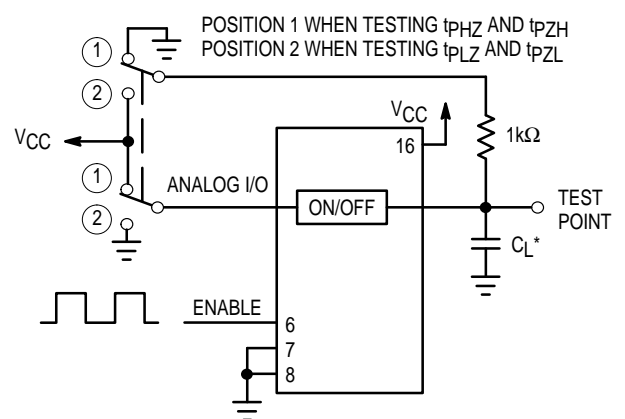 POSITION 1 WHEN TESTING tPHZ AND tPZH
POSITION 2 WHEN TESTING tPLZ AND tPZL
1
2
VCC
VCC
16
1kΩ
1
2
ANALOG I/O
ON/OFF
TEST
POINT
CL*
ENABLE
6
7
8